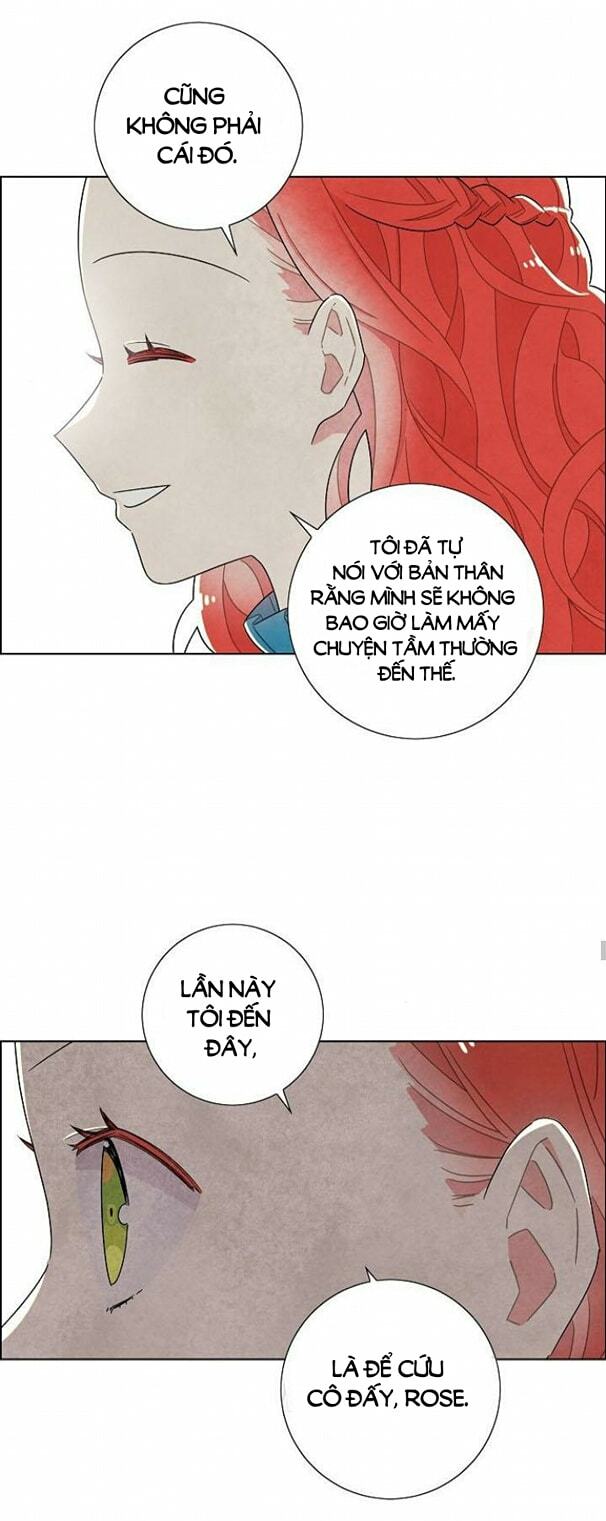 CŨNG
KHÔNG PHẢI
CÁI ĐÓ.
TÔI ĐÃ TỰ
NÓI VỚI BẢN THÂN
RẰNG MÌNH SẼ KHÔNG
BAO GIỜ LÀM MẤY
CHUYỆN TẦM THƯỜNG
ĐẾN THẾ.
LẦN NÀY
TÔI ĐẾN
ĐÂY,
LÀ ĐỂ CỨU
CÔ ĐẤY, ROSE.